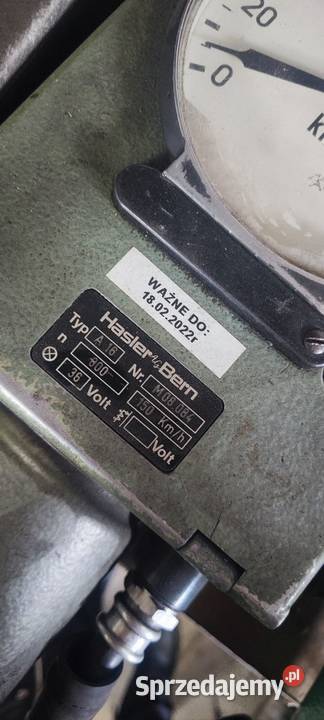 20
0
WAŻNE DO:
18.02.2022r
Hasler AG Bern
Typ A 16 Nr. M08.084
n 800 150 Km/h
36 Volt Volt
Sprzedajemy.pl